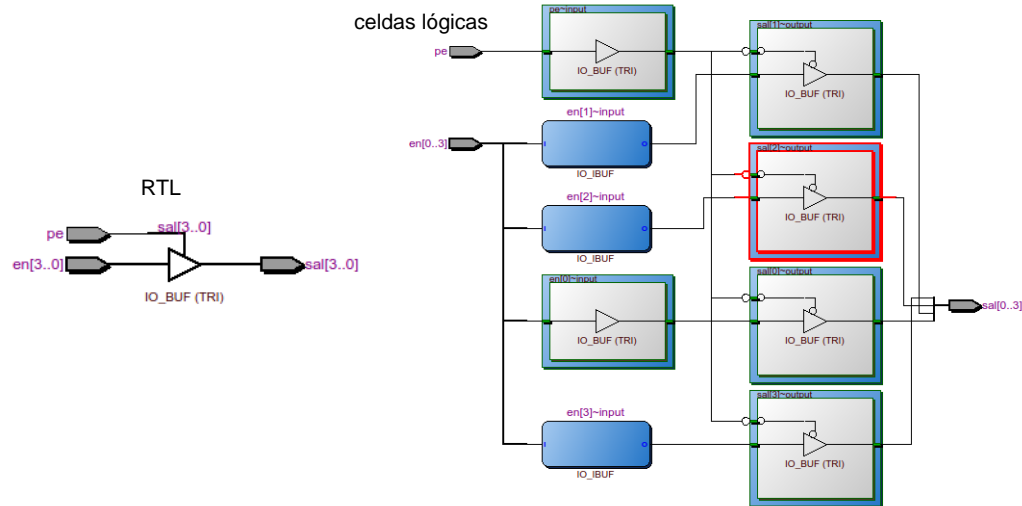 celdas lógicas
pe~input
pe
IO_BUF (TRI)
sal[1]~output
IO_BUF (TRI)
en[1]~input
en[0..3]
IO_IBUF
sal[2]~output
IO_BUF (TRI)
en[2]~input
IO_IBUF
RTL
sal[3..0]
pe
en[3..0]
sal[3..0]
IO_BUF (TRI)
en[0]~input
IO_BUF (TRI)
sal[0]~output
IO_BUF (TRI)
sal[0..3]
en[3]~input
IO_IBUF
sal[3]~output
IO_BUF (TRI)